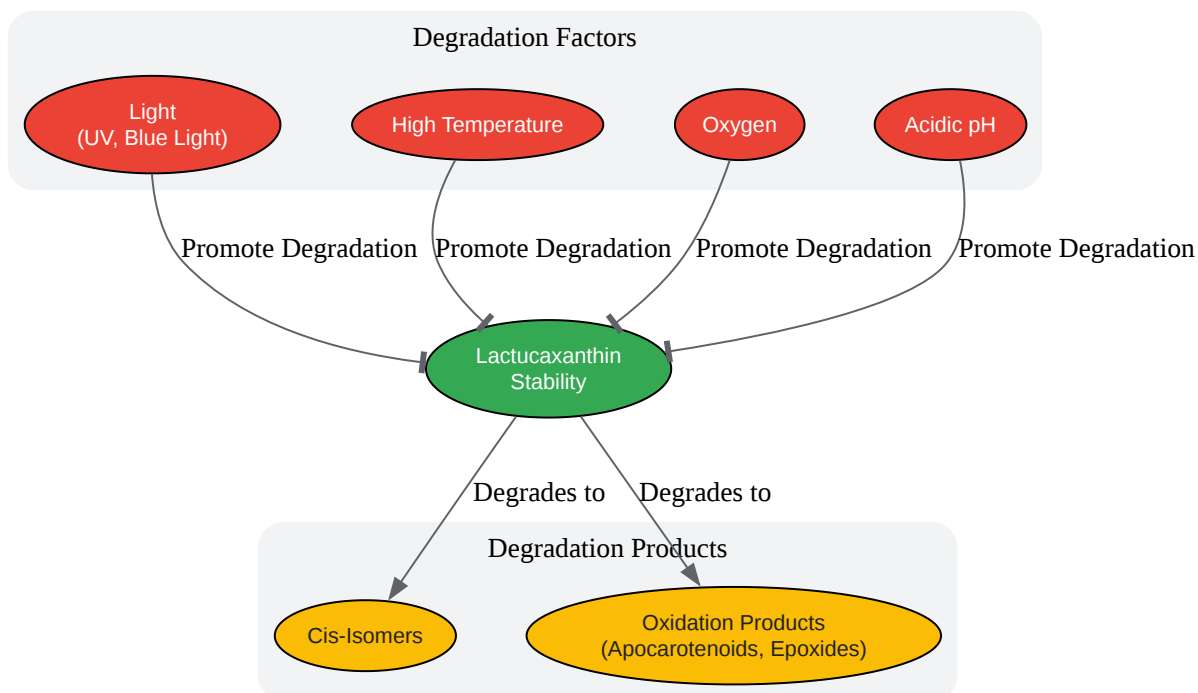 Degradation Factors
Light
(UV, Blue Light)
High Temperature
Oxygen
Acidic pH
Promote Degradation
Promote Degradation
Promote Degradation
Promote Degradation
Lactucaxanthin
Stability
Degrades to
Degrades to
Degradation Products
Cis-Isomers
Oxidation Products
(Apocarotenoids, Epoxides)